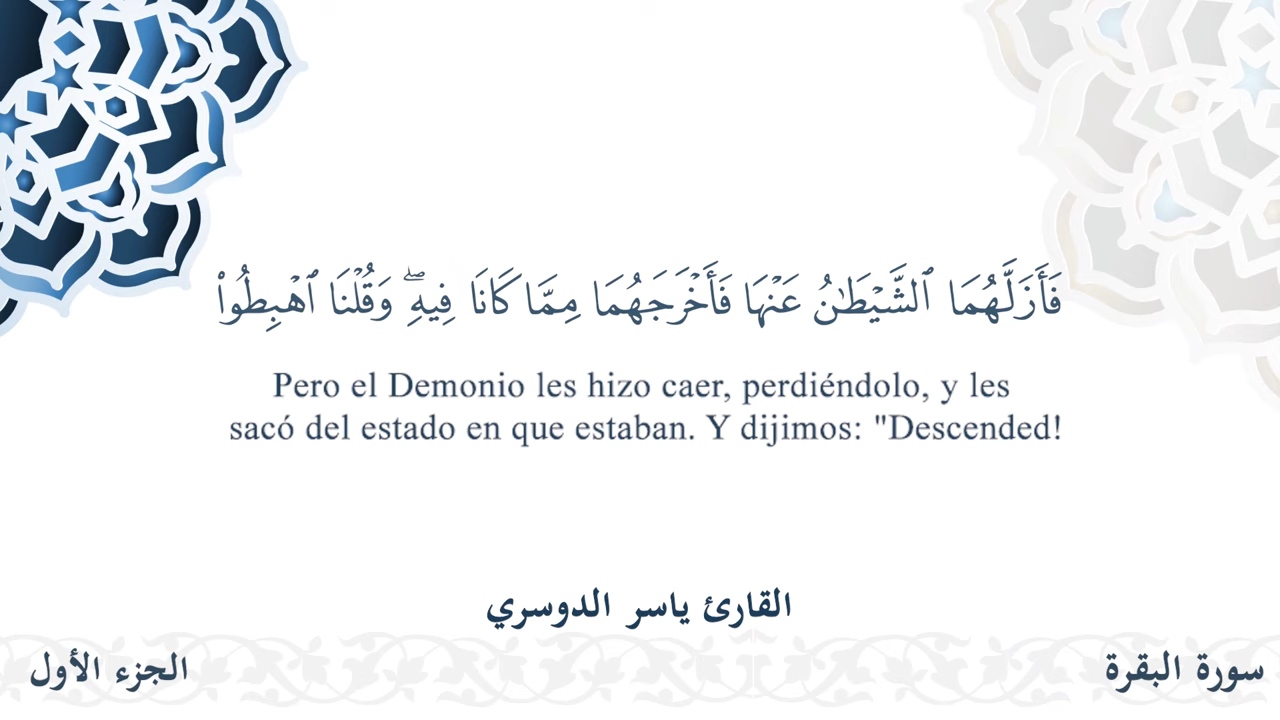 فَأَزَلَّهُمَا ٱلشَّيْطَٰنُ عَنْهَا فَأَخْرَجَهُمَا مِمَّا كَانَا فِيهِۖ وَقُلْنَا ٱهْبِطُوا۟
Pero el Demonio les hizo caer, perdiéndolo, y les
sacó del estado en que estaban. Y dijimos: "Descended!
القارئ ياسر الدوسري
سورة البقرة
الجزء الأول